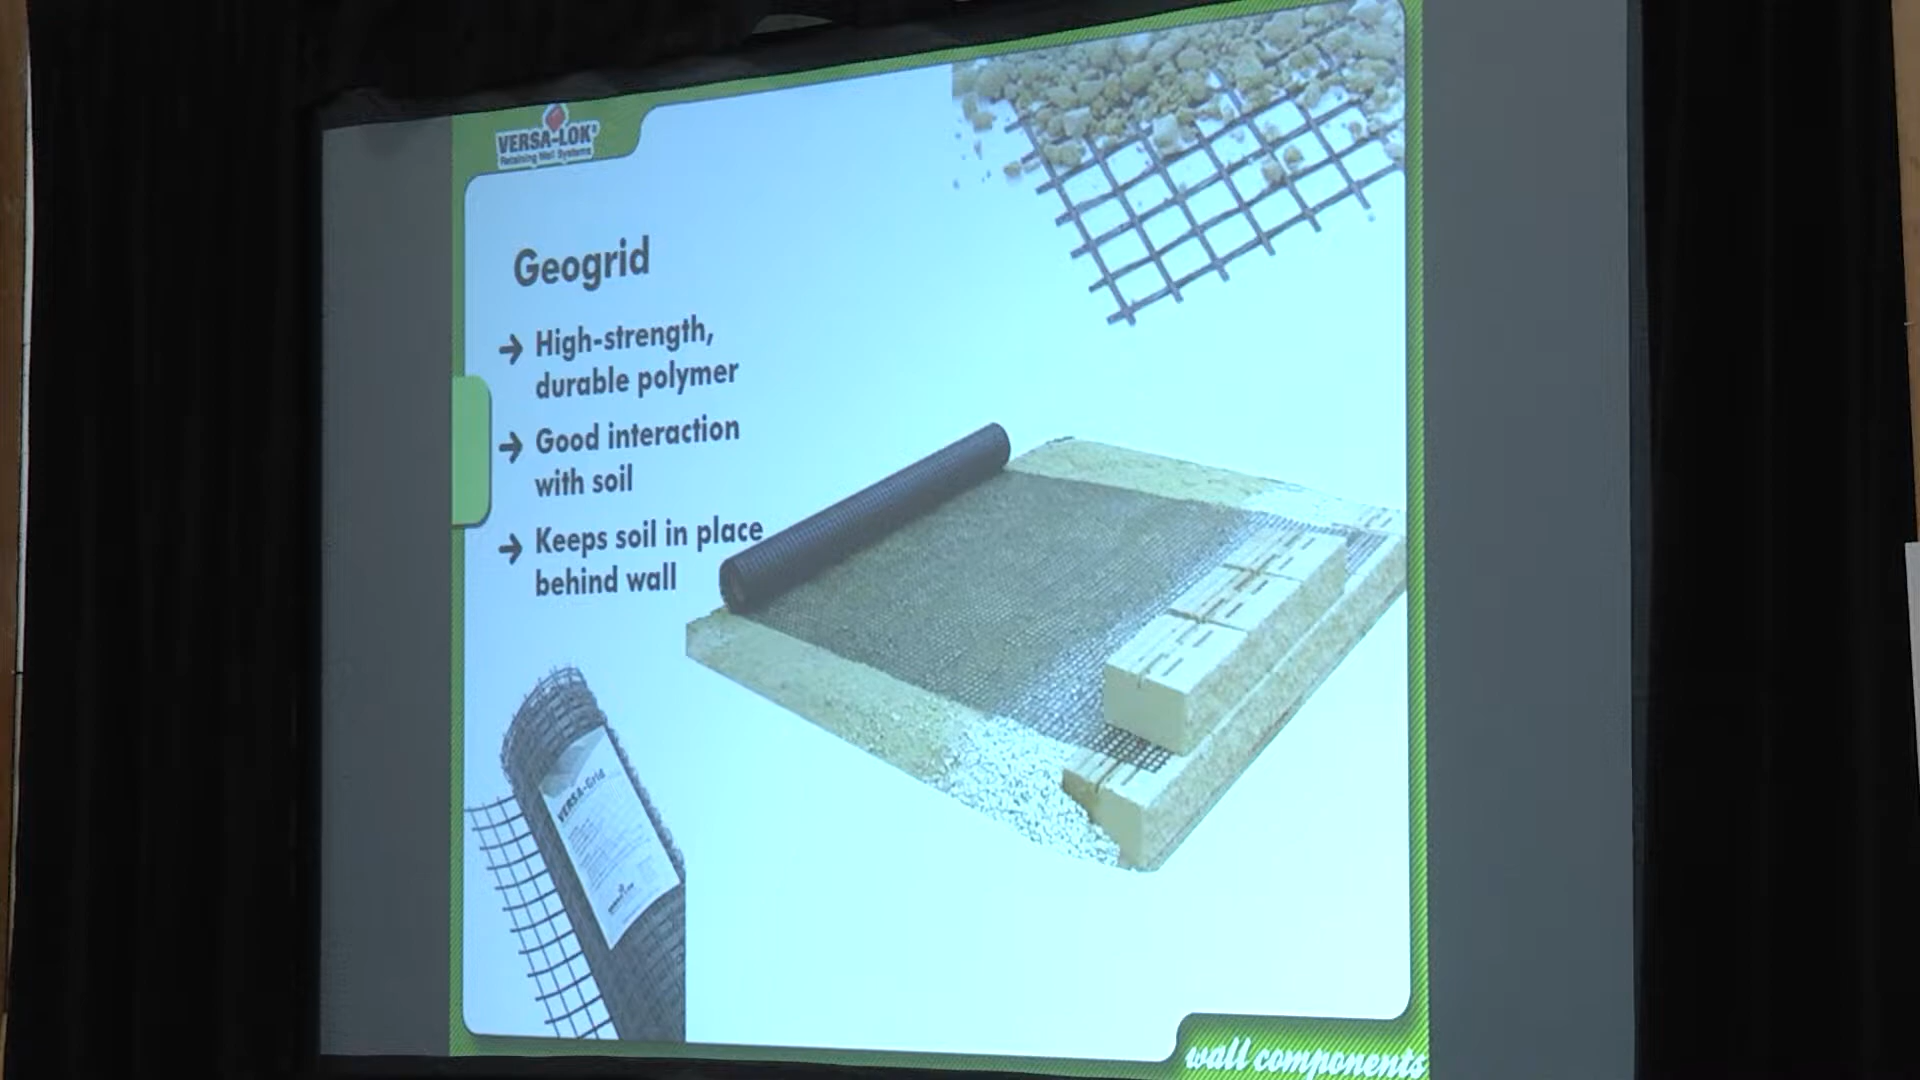 VERSA-LOK®
Retaining Wall Systems
Geogrid
High-strength,
durable polymer
Good interaction
with soil
Keeps soil in place
behind wall
VERSA-Grid
wall components